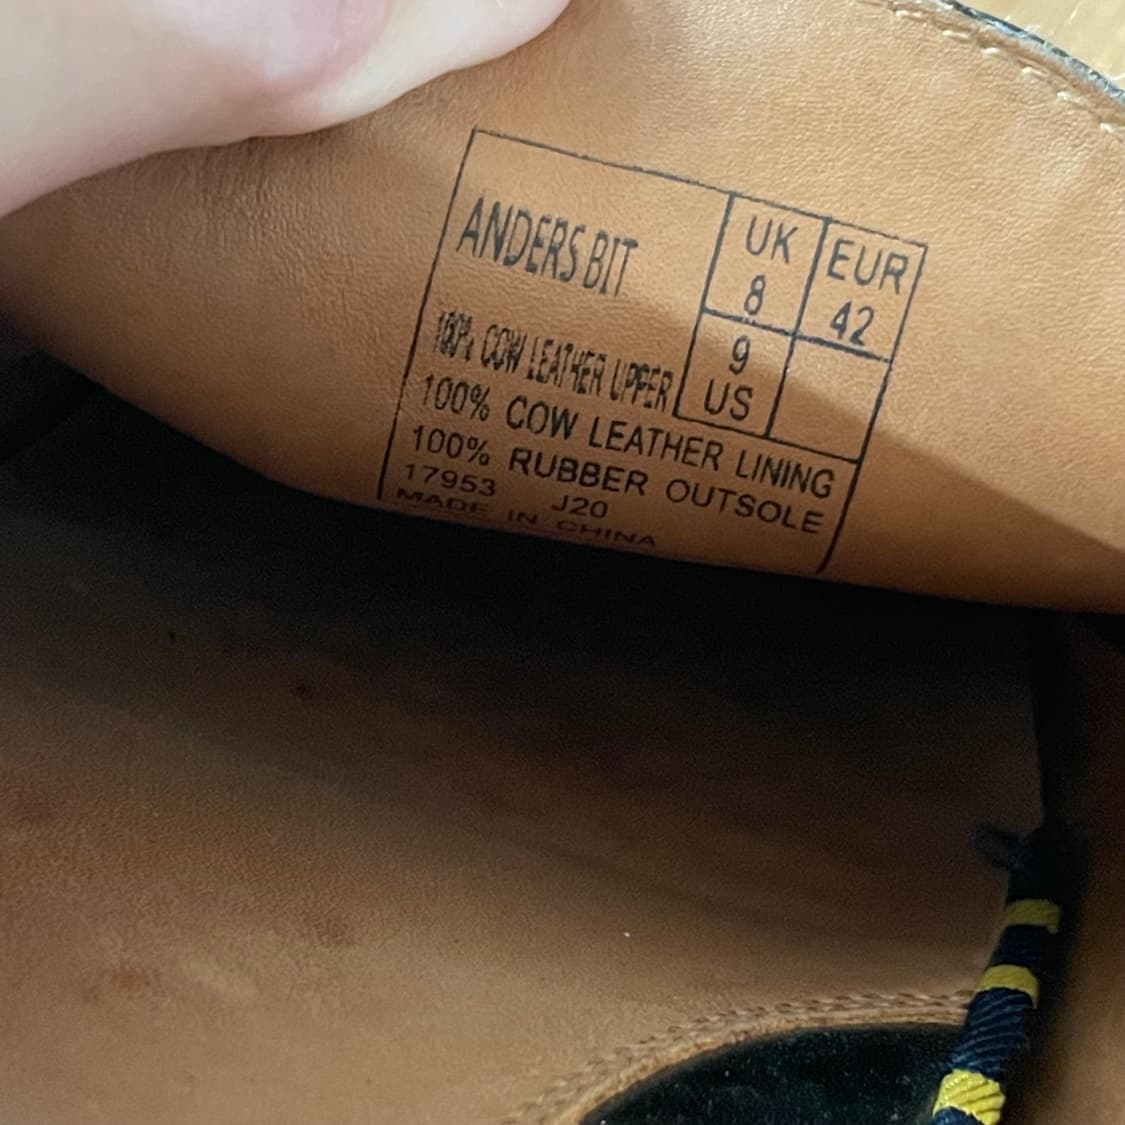 ANDERS BIT
UK
8
EUR
42
9
US
100% COW LEATHER UPPER
100% COW LEATHER LINING
100% RUBBER OUTSOLE
17953 J20
MADE IN CHINA